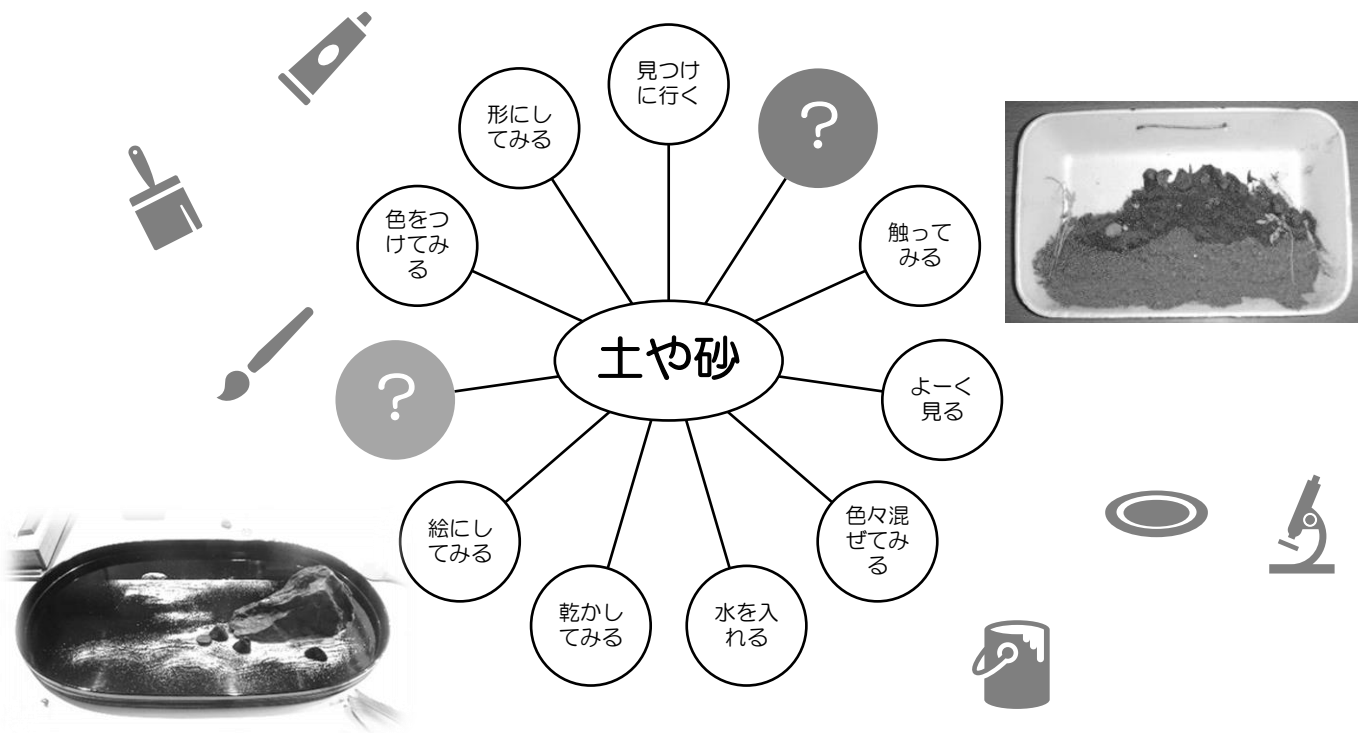 見つけ
に行く
?
触って
みる
よーく
見る
色々混
ぜてみ
る
水を入
れる
乾かし
てみる
絵にし
てみる
?
色をつ
けてみ
る
形にし
てみる
土や砂